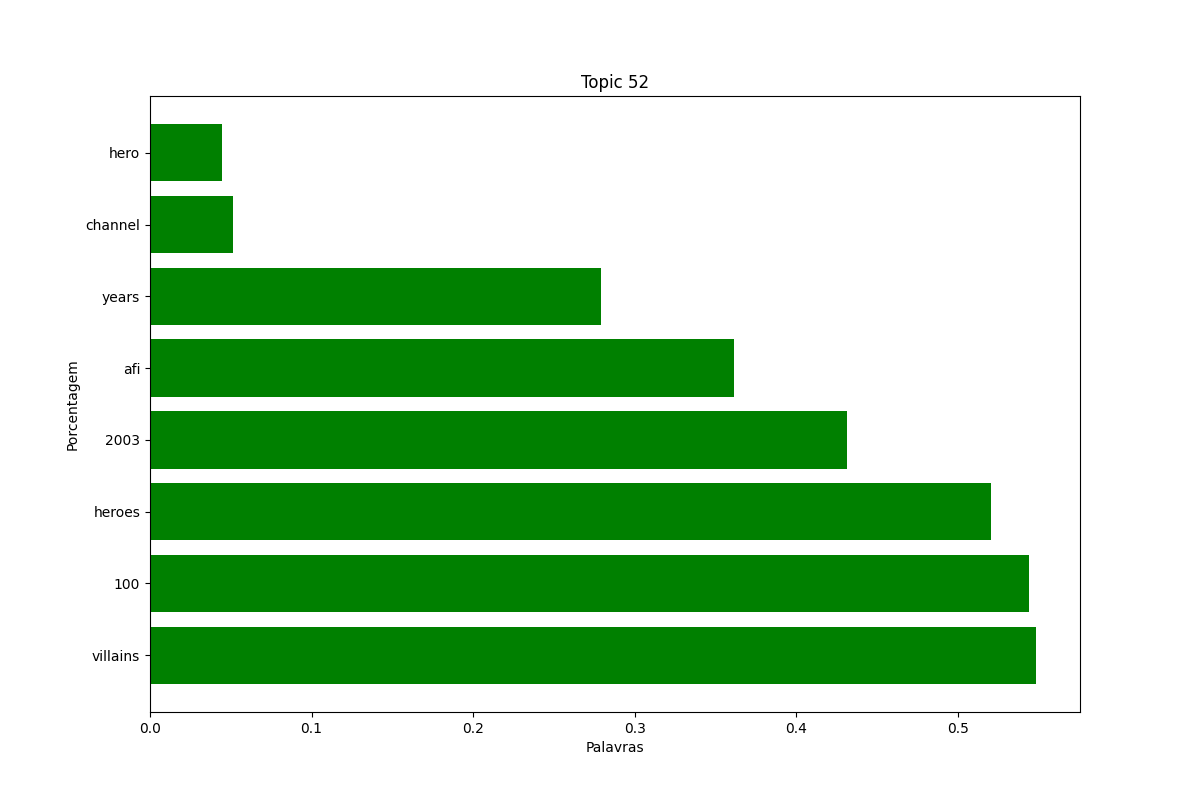 Topic 52
hero
channel
years
afi
2003
heroes
100
villains
Porcentagem
0.0 0.1 0.2 0.3 0.4 0.5
Palavras